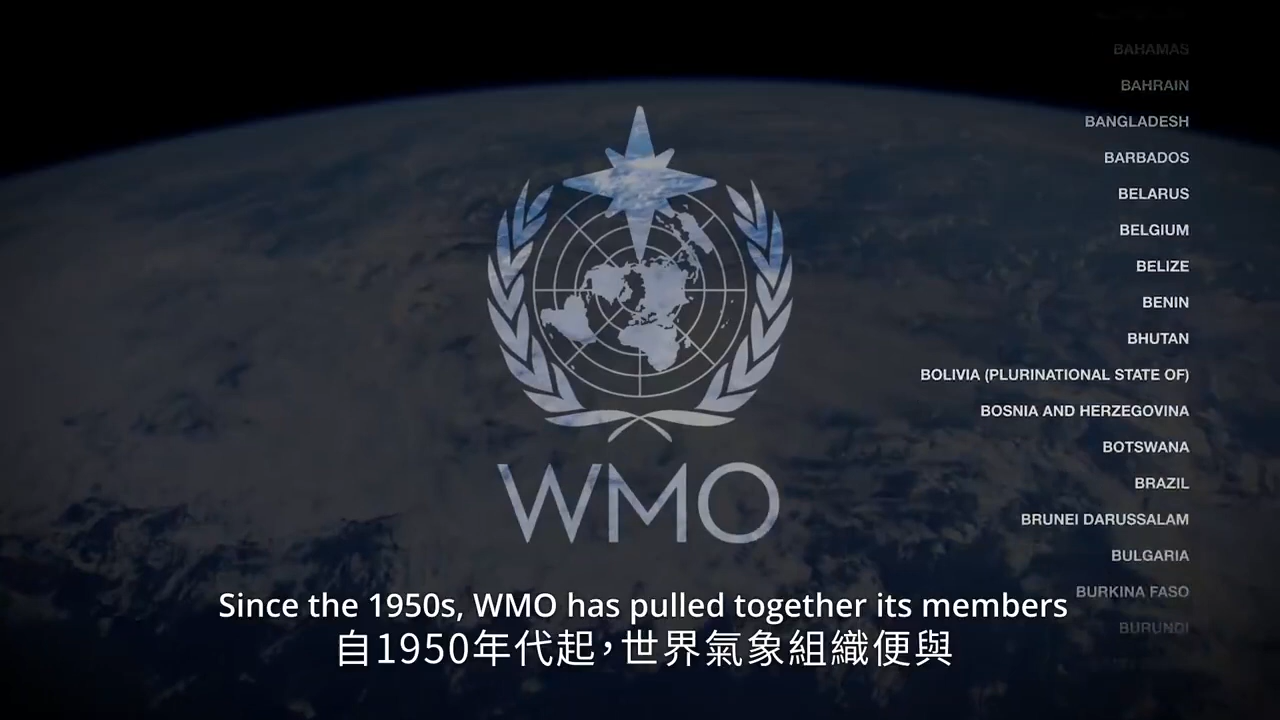 BAHAMAS
BAHRAIN
BANGLADESH
BARBADOS
BELARUS
BELGIUM
BELIZE
BENIN
BHUTAN
BOLIVIA (PLURINATIONAL STATE OF)
BOSNIA AND HERZEGOVINA
BOTSWANA
BRAZIL
BRUNEI DARUSSALAM
BULGARIA
BURKINA FASO
BURUNDI
WMO
Since the 1950s, WMO has pulled together its members
自1950年代起，世界氣象組織便與